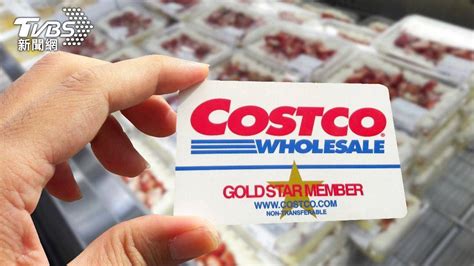 TVBS
新聞網
COSTCO
WHOLESALE
GOLD STAR MEMBER
WWW.COSTCO.COM
NON-TRANSFERABLE